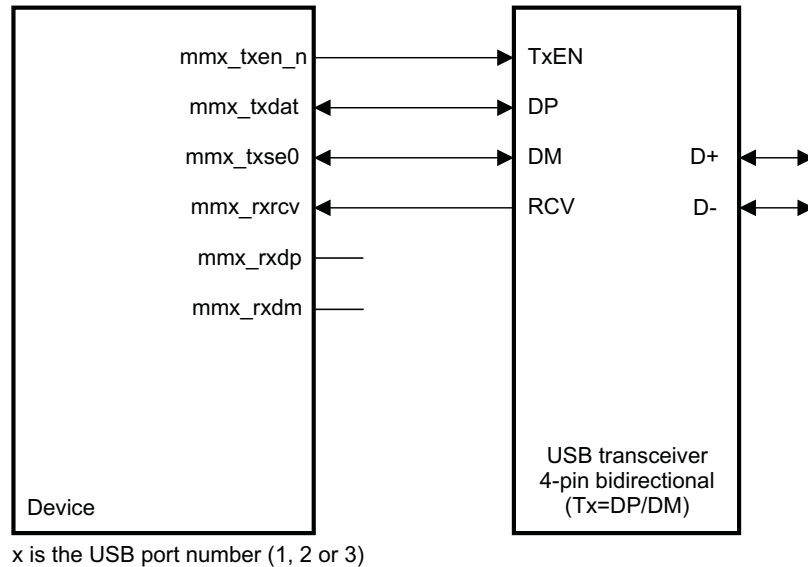 mmx_txen_n
mmx_txdat
mmx_txse0
mmx_rxrcv
mmx_rxdp
mmx_rxdm
Device
TxEN
DP
DM
RCV
D+
D-
USB transceiver
4-pin bidirectional
(Tx=DP/DM)
x is the USB port number (1, 2 or 3)